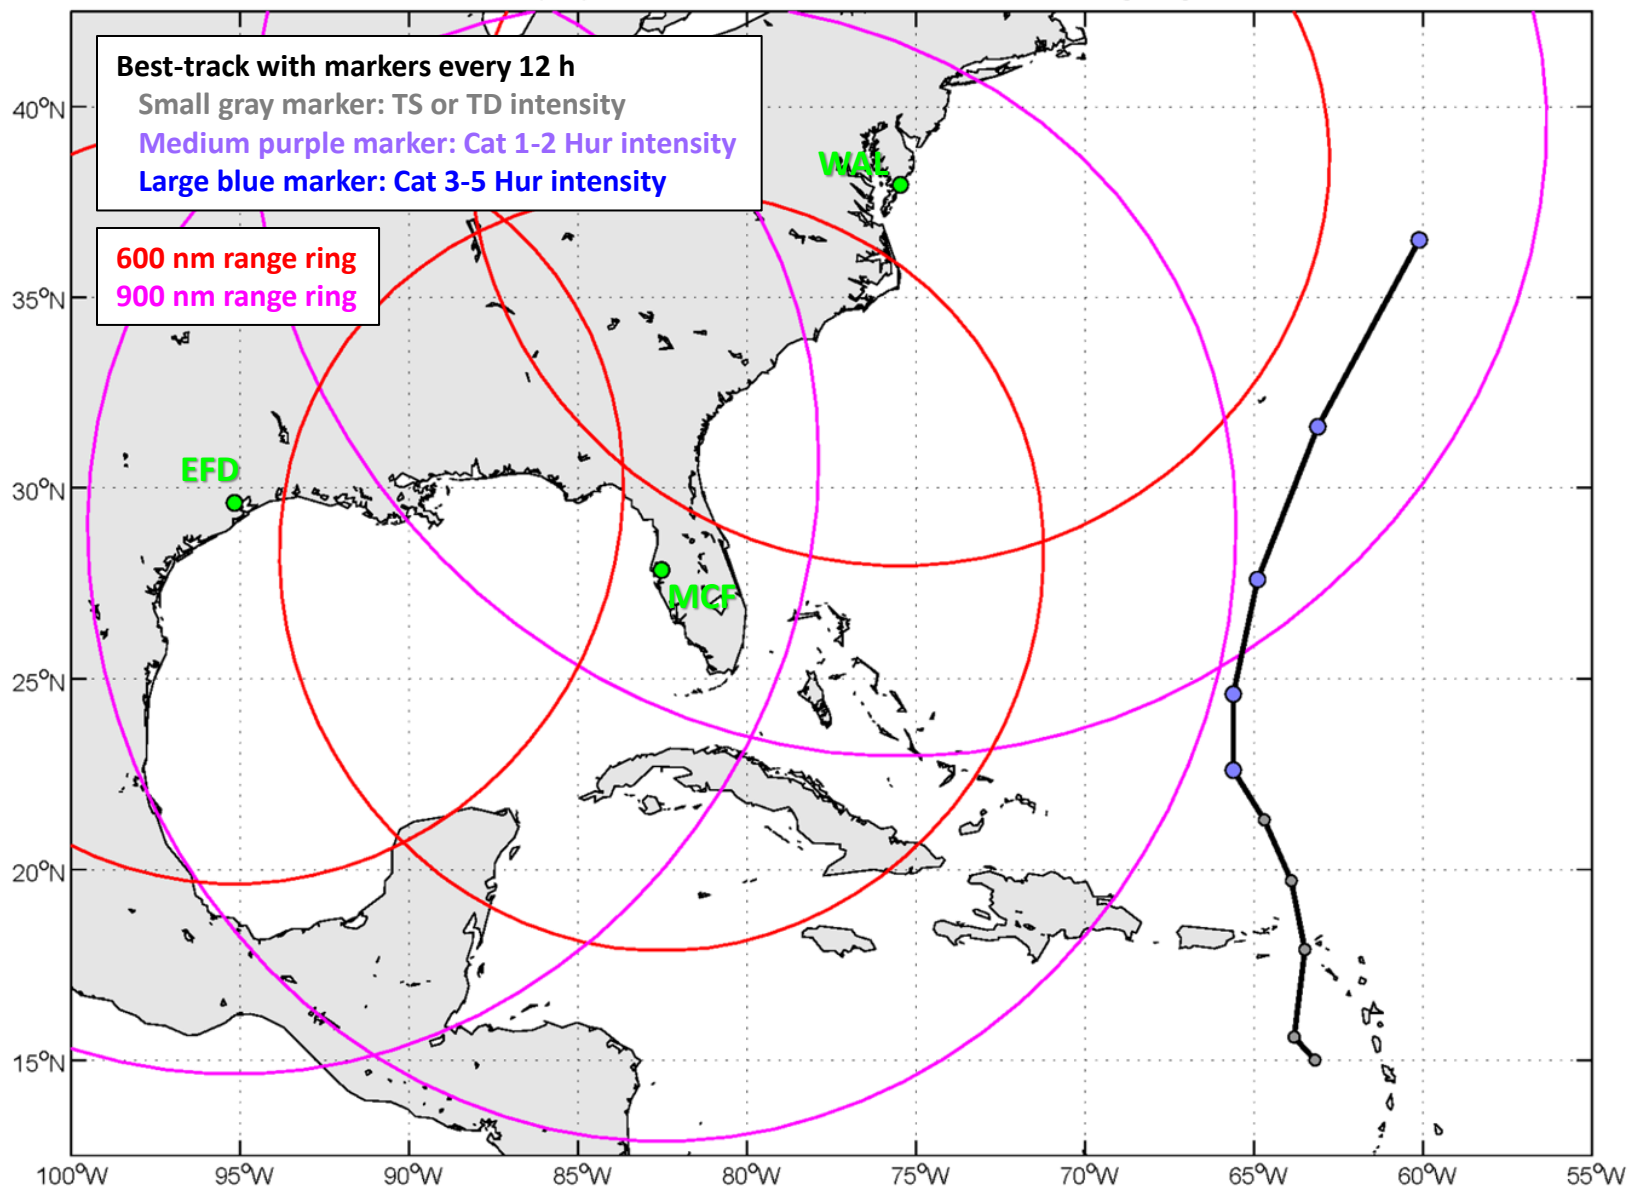 Best-track with markers every 12 h
Small gray marker: TS or TD intensity
Medium purple marker: Cat 1-2 Hur intensity
Large blue marker: Cat 3-5 Hur intensity
600 nm range ring
900 nm range ring
WAL
EFD
MCF
40°N
35°N
30°N
25°N
20°N
15°N
100°W
95°W
90°W
85°W
80°W
75°W
70°W
65°W
60°W
55°W